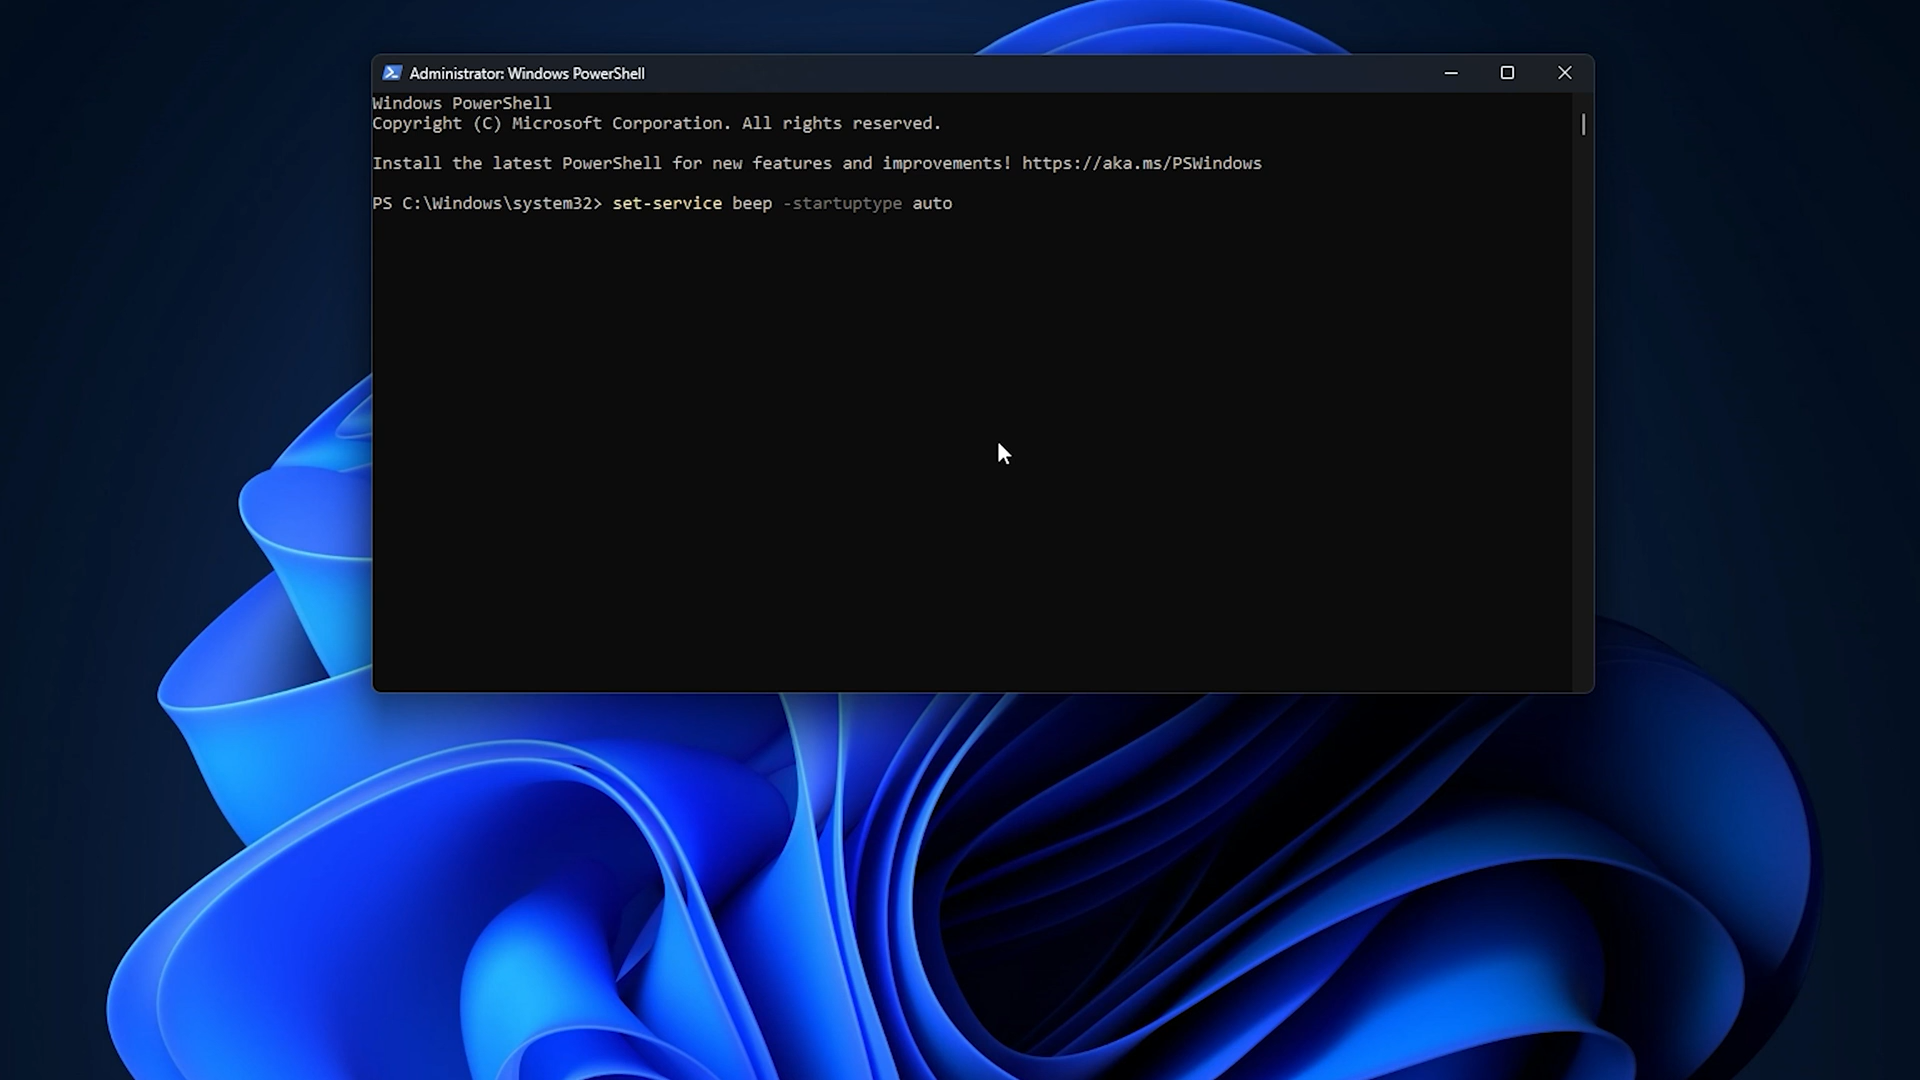 Administrator: Windows PowerShell
Windows PowerShell
Copyright (C) Microsoft Corporation. All rights reserved.
Install the latest PowerShell for new features and improvements! https://aka.ms/PSWindows
PS C:\Windows\system32> set-service beep -startuptype auto